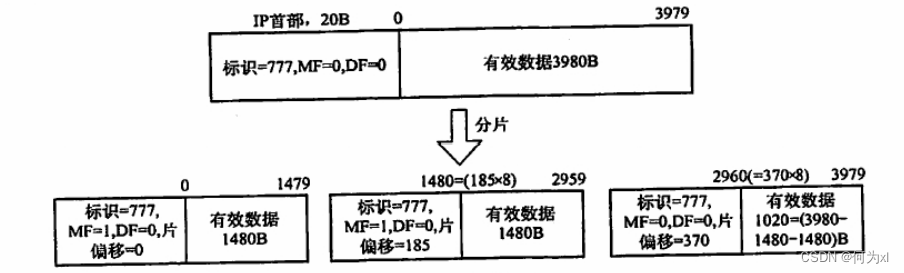 IP首部，20B 0 3979
标识=777,MF=0,DF=0 有效数据3980B
分片
0 1479
标识=777,
MF=1,DF=0,片
偏移=0
有效数据
1480B
1480=(185×8) 2959
标识=777,
MF=1,DF=0,片
偏移=185
有效数据
1480B
2960(=370×8) 3979
标识=777,
MF=0,DF=0,片
偏移=370
有效数据
1020=(3980-
1480-1480)B
CSDN @何为xl